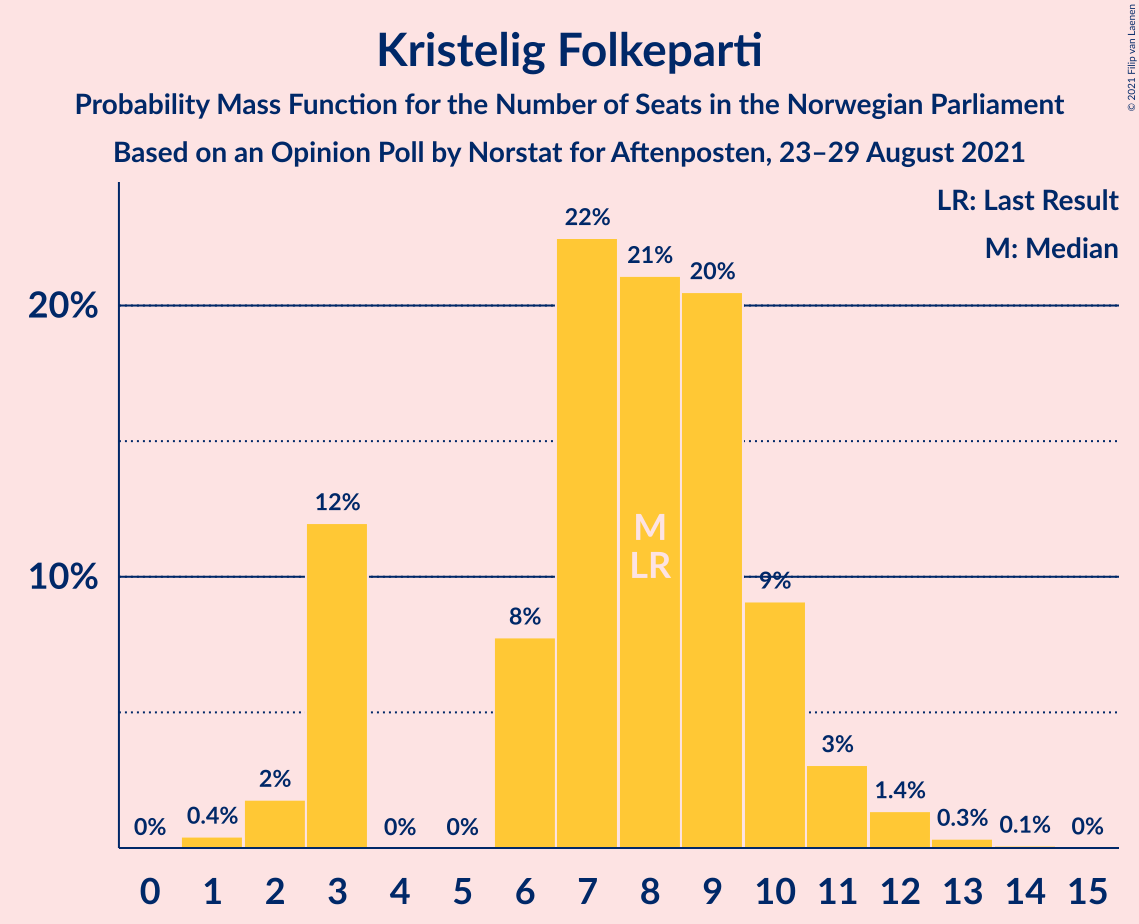 Kristelig Folkeparti
Probability Mass Function for the Number of Seats in the Norwegian Parliament
Based on an Opinion Poll by Norstat for Aftenposten, 23–29 August 2021
© 2021 Filip van Laenen
LR: Last Result
M: Median
20%
10%
0%
0.4%
2%
12%
0%
0%
8%
22%
21%
20%
9%
3%
1.4%
0.3%
0.1%
0%
M
LR
0 1 2 3 4 5 6 7 8 9 10 11 12 13 14 15